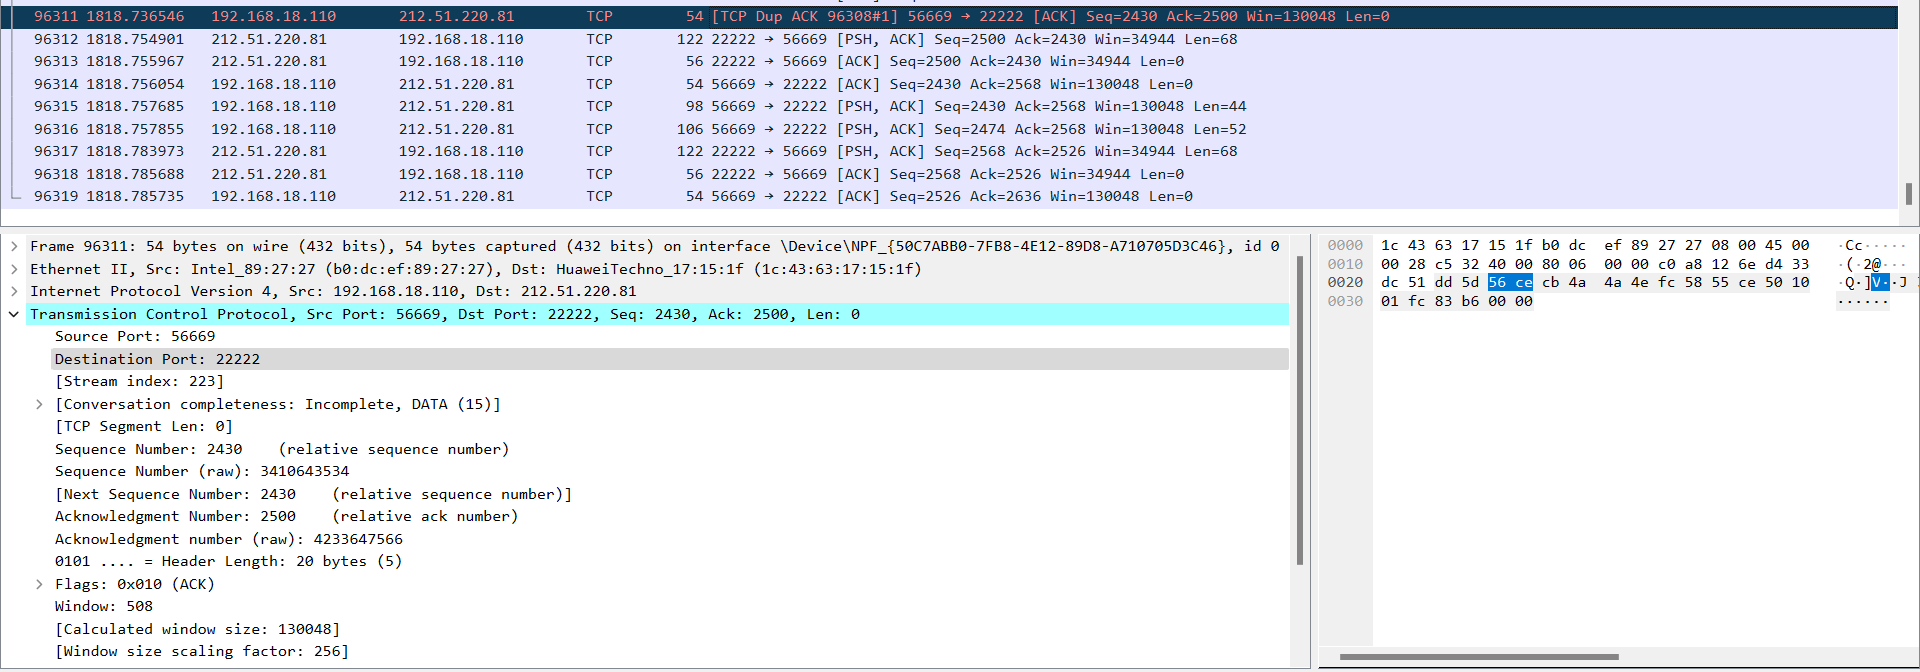 96311 1818.736546 192.168.18.110 212.51.220.81 TCP 54 [TCP Dup ACK 96308#1] 56669 → 22222 [ACK] Seq=2430 Ack=2500 Win=130048 Len=0
96312 1818.754901 212.51.220.81 192.168.18.110 TCP 122 22222 → 56669 [PSH, ACK] Seq=2500 Ack=2430 Win=34944 Len=68
96313 1818.755967 212.51.220.81 192.168.18.110 TCP 56 22222 → 56669 [ACK] Seq=2500 Ack=2430 Win=34944 Len=0
96314 1818.756054 192.168.18.110 212.51.220.81 TCP 54 56669 → 22222 [ACK] Seq=2430 Ack=2568 Win=130048 Len=0
96315 1818.757685 192.168.18.110 212.51.220.81 TCP 98 56669 → 22222 [PSH, ACK] Seq=2430 Ack=2568 Win=130048 Len=44
96316 1818.757855 192.168.18.110 212.51.220.81 TCP 106 56669 → 22222 [PSH, ACK] Seq=2474 Ack=2568 Win=130048 Len=52
96317 1818.783973 212.51.220.81 192.168.18.110 TCP 122 22222 → 56669 [PSH, ACK] Seq=2568 Ack=2526 Win=34944 Len=68
96318 1818.785688 212.51.220.81 192.168.18.110 TCP 56 22222 → 56669 [ACK] Seq=2568 Ack=2526 Win=34944 Len=0
96319 1818.785735 192.168.18.110 212.51.220.81 TCP 54 56669 → 22222 [ACK] Seq=2526 Ack=2636 Win=130048 Len=0
Frame 96311: 54 bytes on wire (432 bits), 54 bytes captured (432 bits) on interface \Device\NPF_{50C7ABB0-7FB8-4E12-89D8-A710705D3C46}, id 0
Ethernet II, Src: Intel_89:27:27 (b0:dc:ef:89:27:27), Dst: HuaweiTechno_17:15:1f (1c:43:63:17:15:1f)
Internet Protocol Version 4, Src: 192.168.18.110, Dst: 212.51.220.81
Transmission Control Protocol, Src Port: 56669, Dst Port: 22222, Seq: 2430, Ack: 2500, Len: 0
Source Port: 56669
Destination Port: 22222
[Stream index: 223]
[Conversation completeness: Incomplete, DATA (15)]
[TCP Segment Len: 0]
Sequence Number: 2430 (relative sequence number)
Sequence Number (raw): 3410643534
[Next Sequence Number: 2430 (relative sequence number)]
Acknowledgment Number: 2500 (relative ack number)
Acknowledgment number (raw): 4233647566
0101 .... = Header Length: 20 bytes (5)
Flags: 0x010 (ACK)
Window: 508
[Calculated window size: 130048]
[Window size scaling factor: 256]
0000 1c 43 63 17 15 1f b0 dc ef 89 27 27 08 00 45 00 ·Cc·····
0010 00 28 c5 32 40 00 80 06 00 00 c0 a8 12 6e d4 33 ·(·2@···
0020 dc 51 dd 5d 56 ce cb 4a 4a 4e fc 58 55 ce 50 10 ·Q·]V··J
0030 01 fc 83 b6 00 00 ······